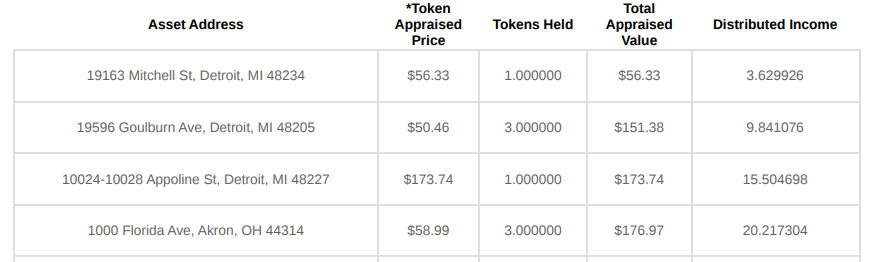 Asset Address *Token Appraised Price Tokens Held Total Appraised Value Distributed Income
19163 Mitchell St, Detroit, MI 48234 $56.33 1.000000 $56.33 3.629926
19596 Goulburn Ave, Detroit, MI 48205 $50.46 3.000000 $151.38 9.841076
10024-10028 Appoline St, Detroit, MI 48227 $173.74 1.000000 $173.74 15.504698
1000 Florida Ave, Akron, OH 44314 $58.99 3.000000 $176.97 20.217304